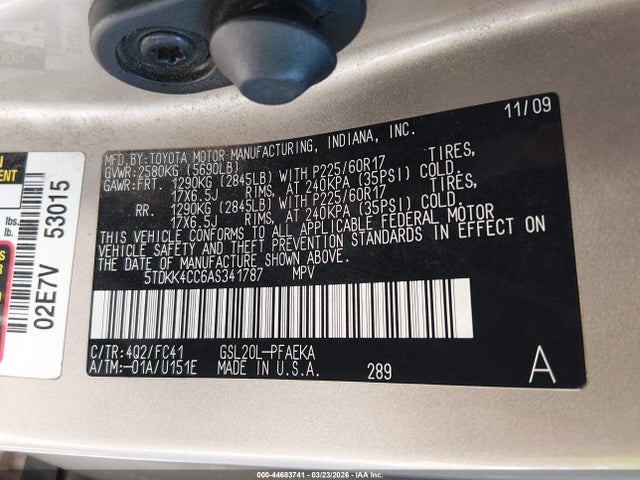 11/09
MFD.BY:TOYOTA MOTOR MANUFACTURING, INDIANA, INC.
GVWR:2580KG (5690LB)
GAWR:FRT. 1290KG (2845LB) WITH P225/60R17 TIRES,
17X6.5J RIMS, AT 240KPA (35PSI) COLD.
RR. 1290KG (2845LB) WITH P225/60R17 TIRES,
17X6.5J RIMS, AT 240KPA (35PSI) COLD.
THIS VEHICLE CONFORMS TO ALL APPLICABLE FEDERAL MOTOR
VEHICLE SAFETY AND THEFT PREVENTION STANDARDS IN EFFECT ON
THE DATE OF MANUFACTURE SHOWN ABOVE.
5TDKK4CC6AS341787 MPV
C/TR:4Q2/FC41 GSL20L-PFAEKA
A/TM:-01A/U151E MADE IN U.S.A. 289 A
lbs.
lb.
02E7V 53015
000-44683741 - 03/23/2026 - IAA Inc.